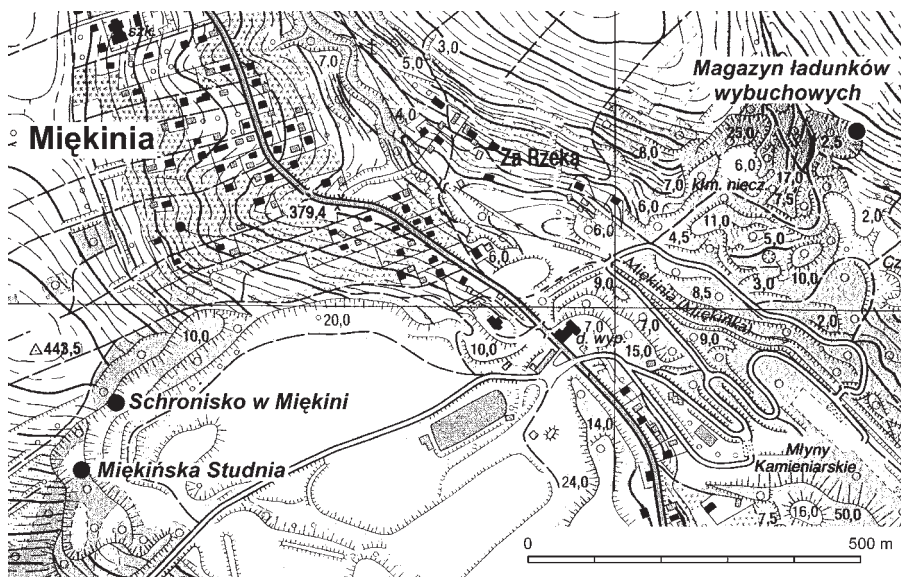 szk.
7,0
3,0
5,0
Magazyn ładunków
wybuchowych
Miękinia
14,0
Za Rzeką
8,0
25,0
2,5
6,0
17,0
kłm. niecz.
7,0
7,5
6,0
2,0
379,4
6,0
11,0
4,5
5,0
6,0
10,0
3,0
Miękinia (Miękinka)
9,0
8,5
2,0
20,0
10,0
7,0
7,0
d. wyp.
9,0
10,0
15,0
443,5
Schronisko w Miękini
14,0
Miękińska Studnia
Młyny
Kamieniarskie
24,0
7,5
16,0
50,0
0
500 m